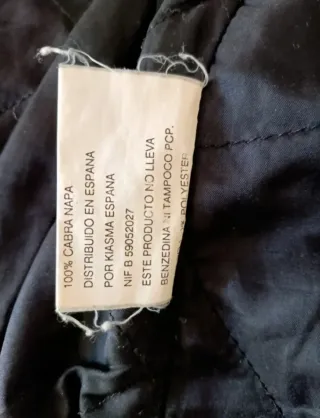 100% CABRA NAPA
DISTRIBUIDO EN ESPANA
POR KIASMA ESPANA
NIF B 59052027
ESTE PRODUCTO NO LLEVA
BENZEDINA NI TAMPOCO PCP.
POLYESTER